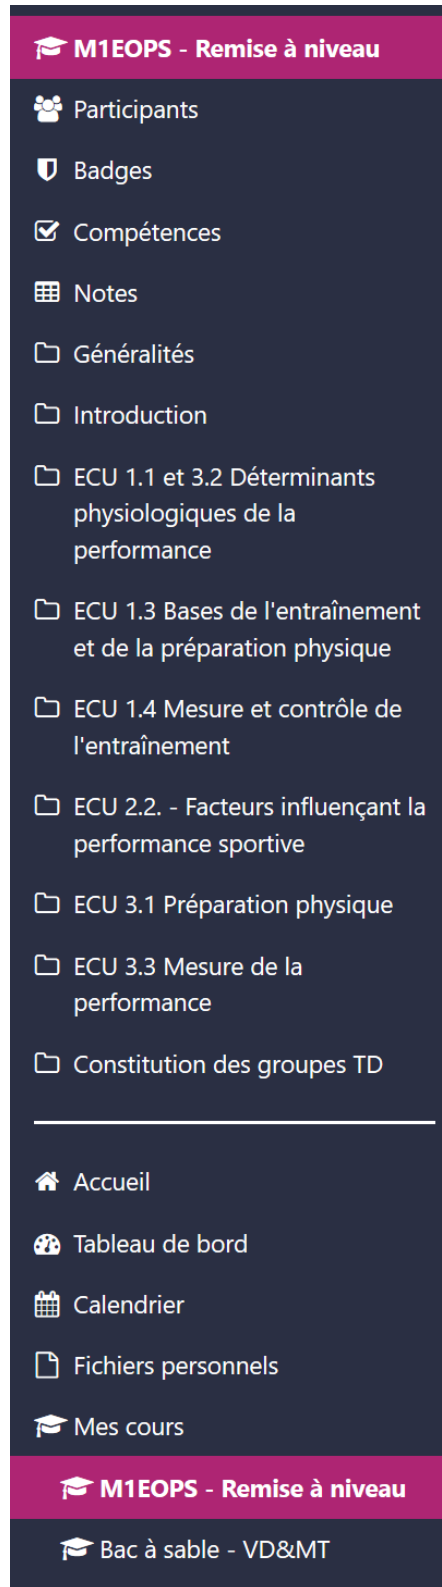 M1EOPS - Remise à niveau
Participants
Badges
Compétences
Notes
Généralités
Introduction
ECU 1.1 et 3.2 Déterminants
physiologiques de la
performance
ECU 1.3 Bases de l'entraînement
et de la préparation physique
ECU 1.4 Mesure et contrôle de
l'entraînement
ECU 2.2. - Facteurs influençant la
performance sportive
ECU 3.1 Préparation physique
ECU 3.3 Mesure de la
performance
Constitution des groupes TD
Accueil
Tableau de bord
Calendrier
Fichiers personnels
Mes cours
M1EOPS - Remise à niveau
Bac à sable - VD&MT